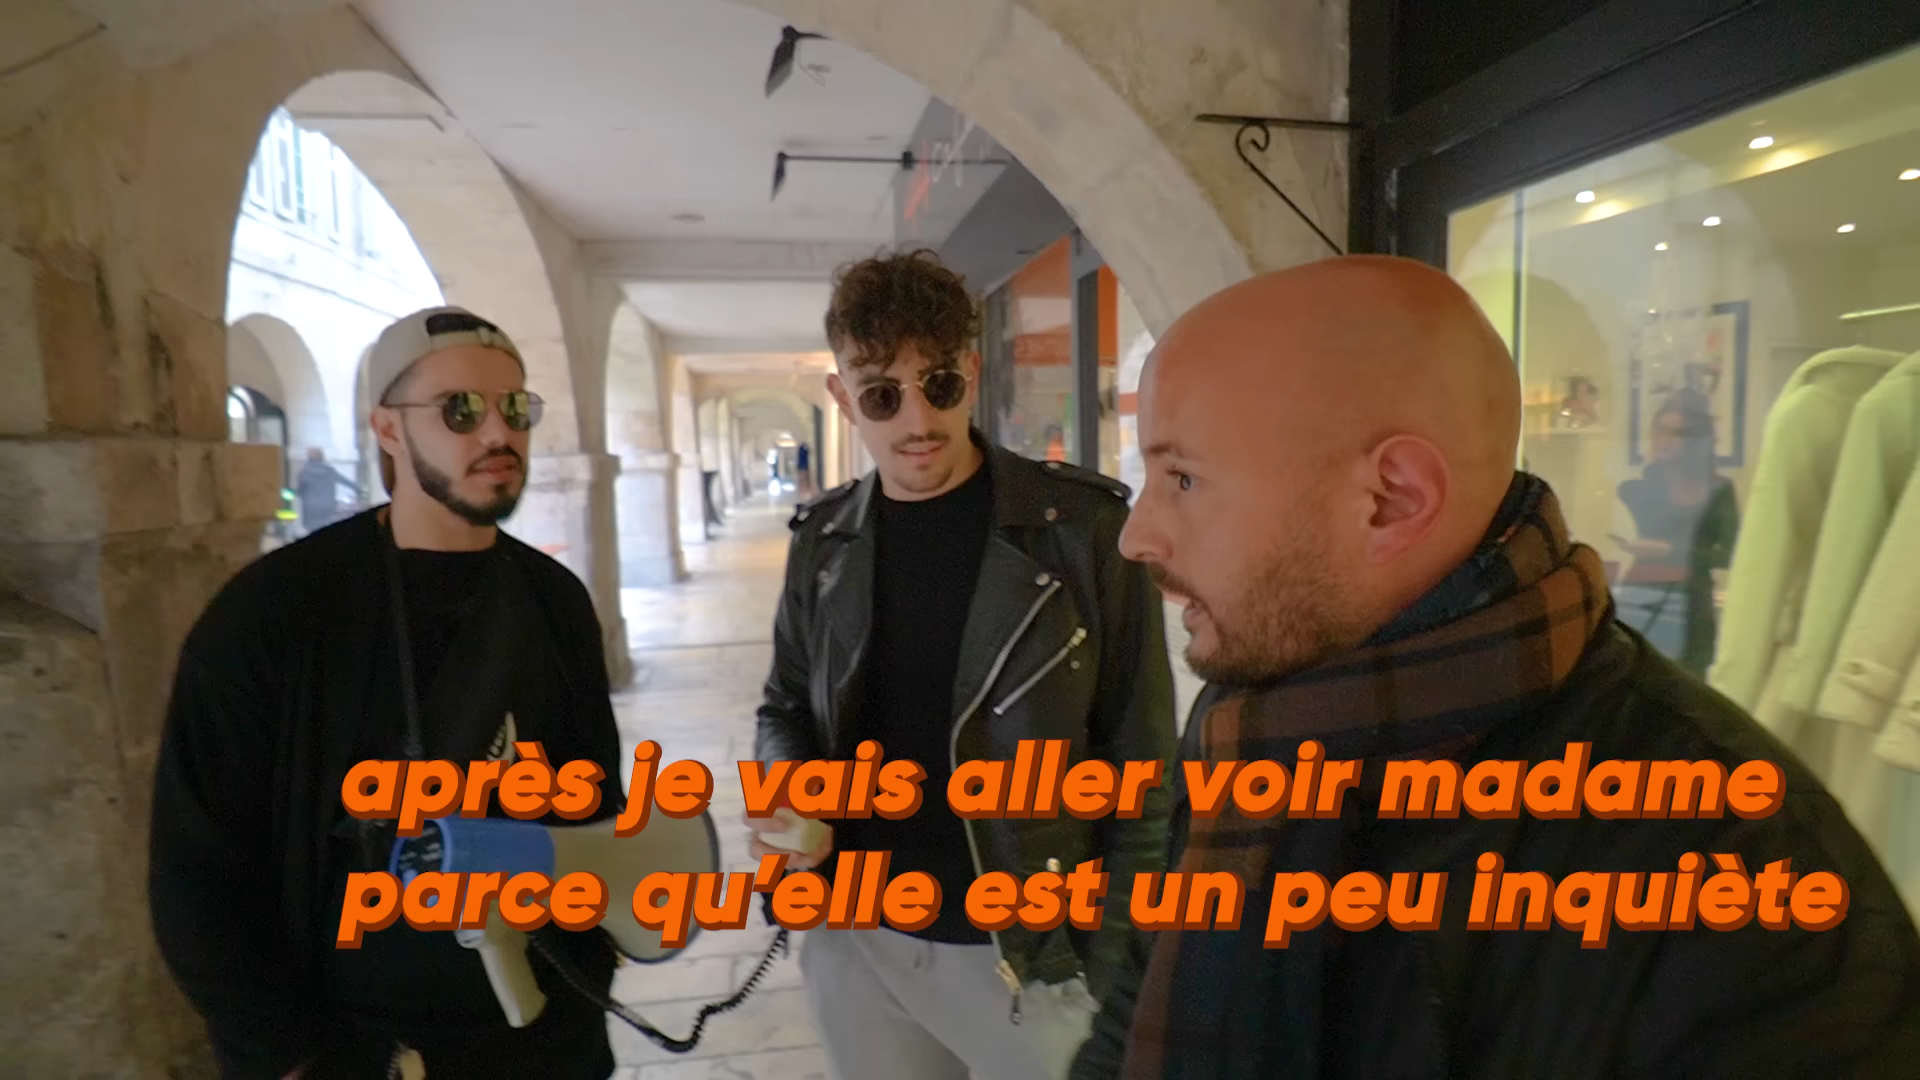 après je vais aller voir madame
parce qu'elle est un peu inquiète